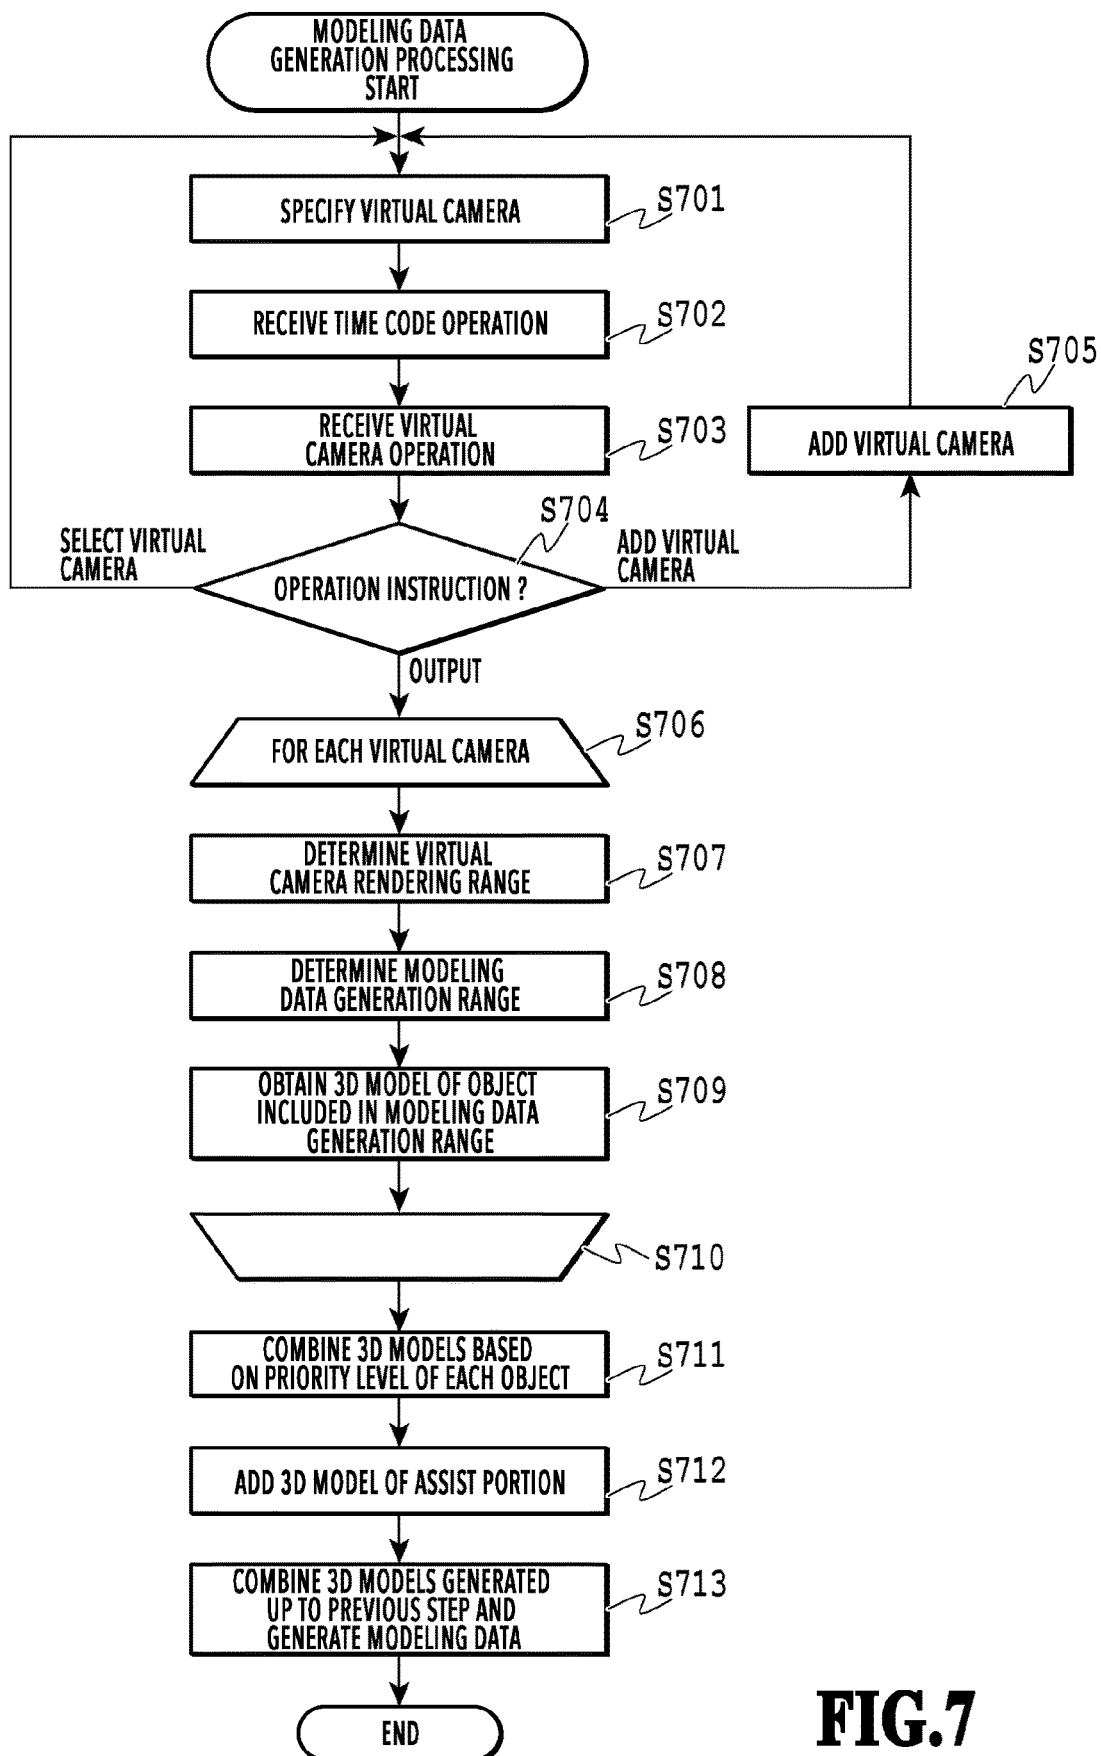 MODELING DATA
GENERATION PROCESSING
START
SPECIFY VIRTUAL CAMERA
S701
RECEIVE TIME CODE OPERATION
S702
RECEIVE VIRTUAL
CAMERA OPERATION
S703
S705
ADD VIRTUAL CAMERA
S704
SELECT VIRTUAL
CAMERA
OPERATION INSTRUCTION ?
ADD VIRTUAL
CAMERA
OUTPUT
FOR EACH VIRTUAL CAMERA
S706
DETERMINE VIRTUAL
CAMERA RENDERING RANGE
S707
DETERMINE MODELING
DATA GENERATION RANGE
S708
OBTAIN 3D MODEL OF OBJECT
INCLUDED IN MODELING DATA
GENERATION RANGE
S709
S710
COMBINE 3D MODELS BASED
ON PRIORITY LEVEL OF EACH OBJECT
S711
ADD 3D MODEL OF ASSIST PORTION
S712
COMBINE 3D MODELS GENERATED
UP TO PREVIOUS STEP AND
GENERATE MODELING DATA
S713
END
FIG.7